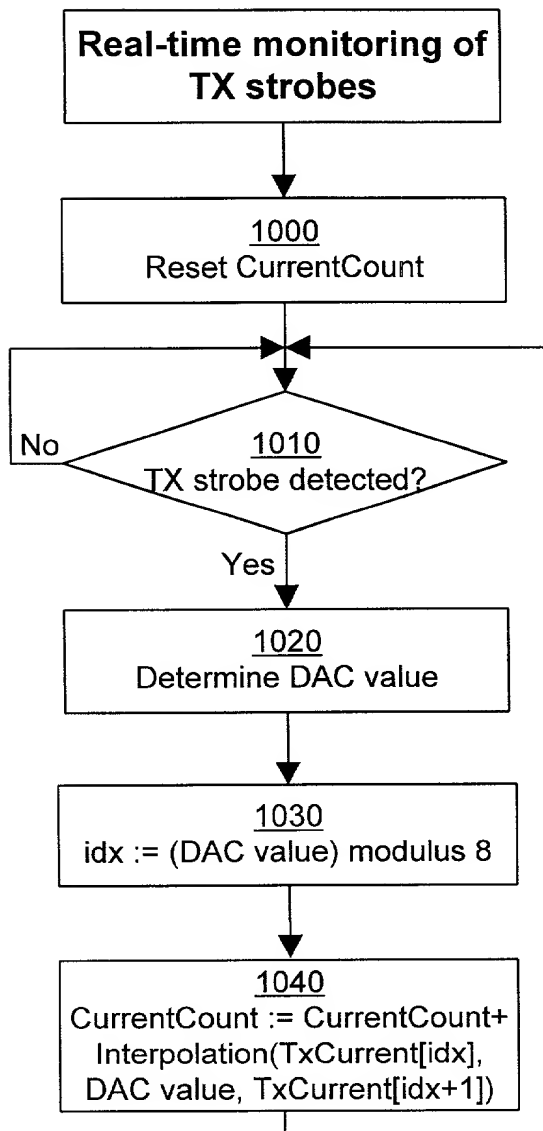 Real-time monitoring of
TX strobes
1000
Reset CurrentCount
No
1010
TX strobe detected?
Yes
1020
Determine DAC value
1030
idx := (DAC value) modulus 8
1040
CurrentCount := CurrentCount+
Interpolation(TxCurrent[idx],
DAC value, TxCurrent[idx+1])